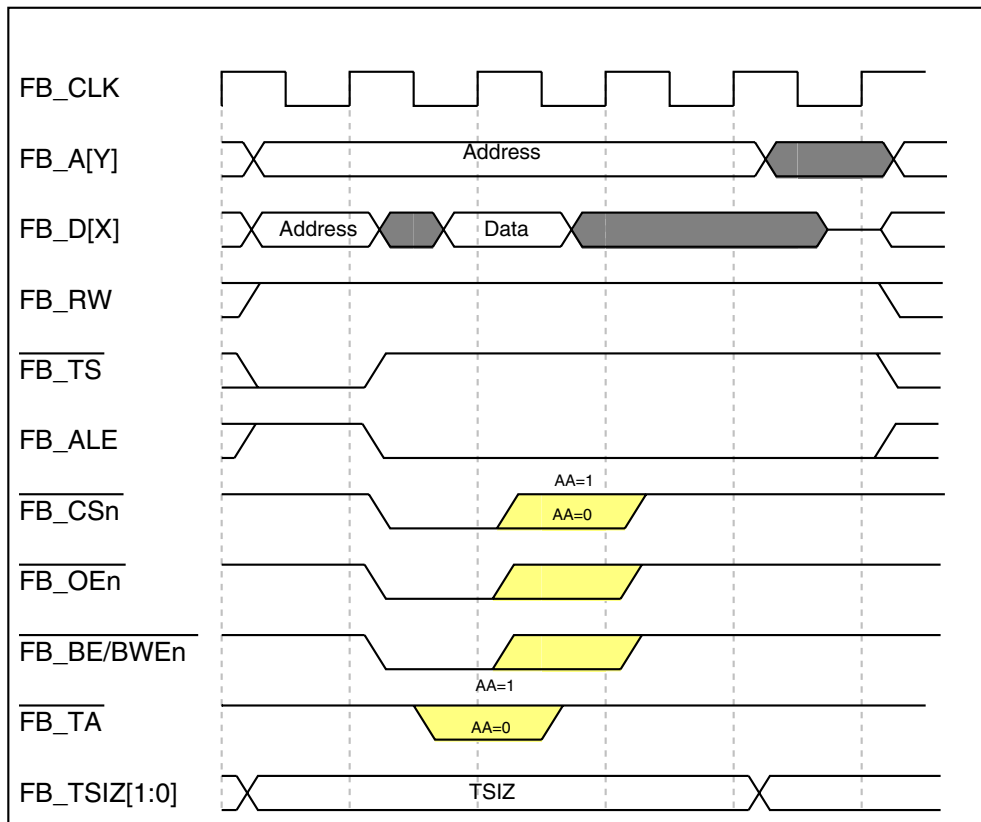 FB_CLK
FB_A[Y]
Address
FB_D[X]
Address
Data
FB_RW
FB_TS
FB_ALE
AA=1
FB_CSn
AA=0
FB_OEn
FB_BE/BWEn
AA=1
FB_TA
AA=0
FB_TSIZ[1:0]
TSIZ